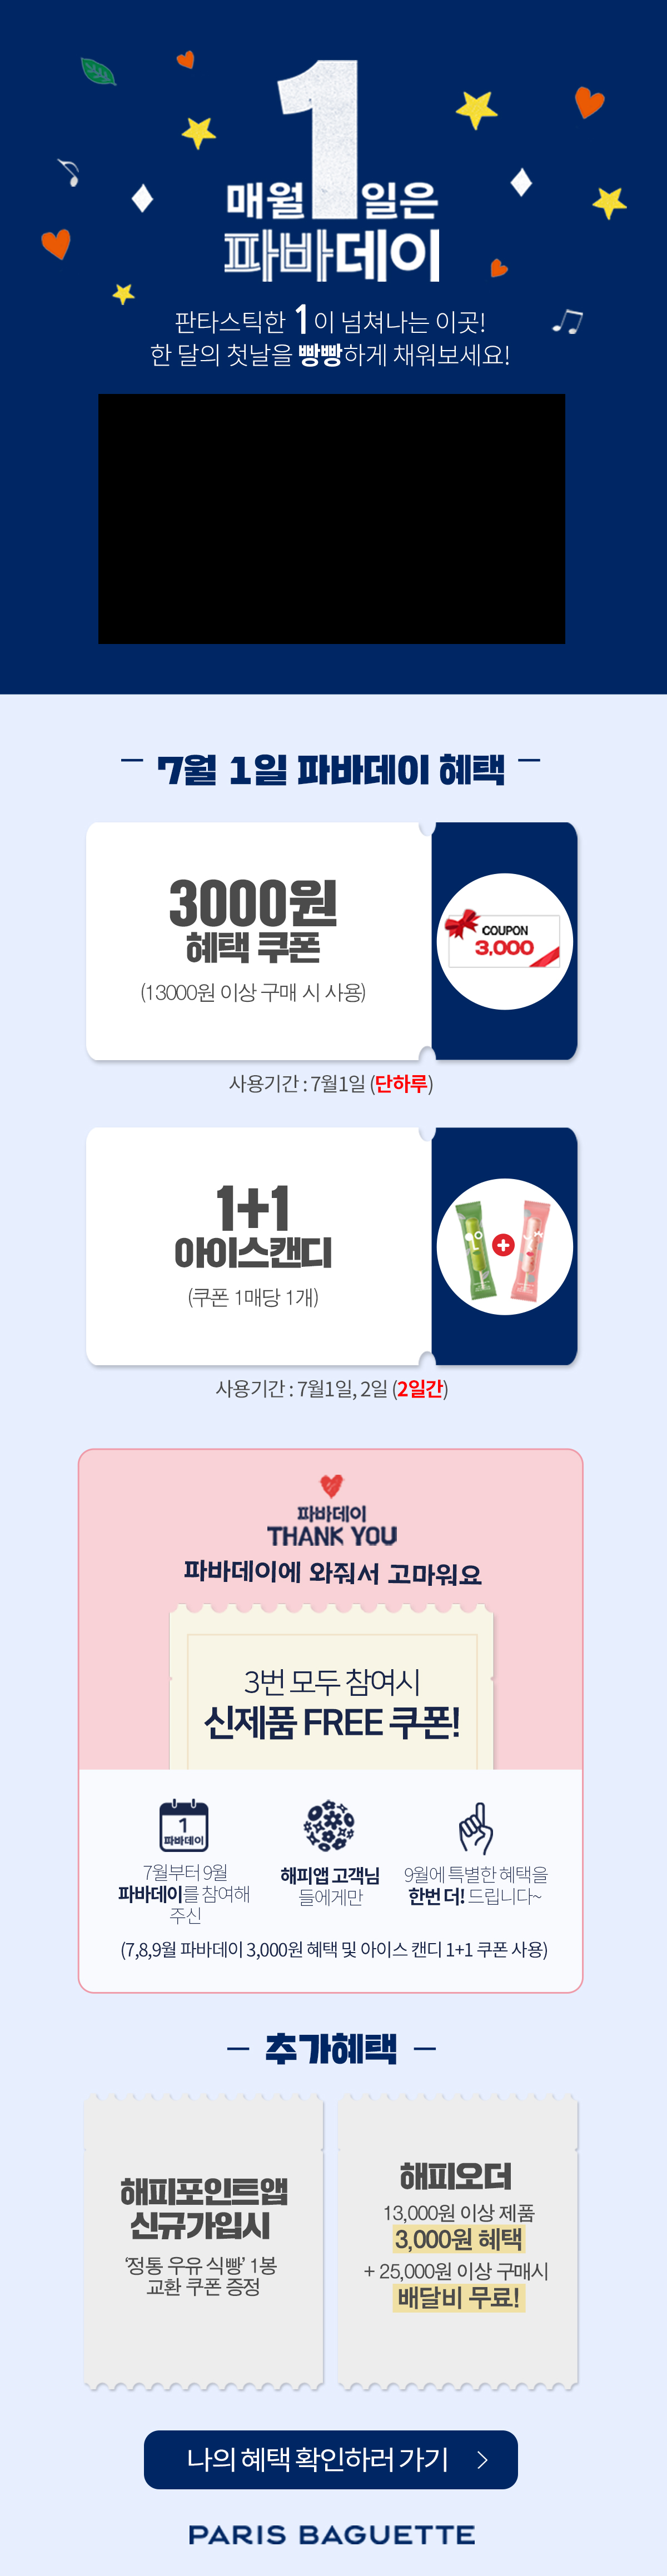 매월 1 일은
파바데이
판타스틱한 1이 넘쳐나는 이곳!
한 달의 첫날을 빵빵하게 채워보세요!
7월 1일 파바데이 혜택
3000원
혜택 쿠폰
(13000원 이상 구매 시 사용)
COUPON
3,000
사용기간 : 7월1일 (단하루)
1+1
아이스캔디
(쿠폰 1매당 1개)
사용기간 : 7월1일, 2일 (2일간)
파바데이
THANK YOU
파바데이에 와줘서 고마워요
3번 모두 참여시
신제품 FREE 쿠폰!
1
파바데이
7월부터 9월
파바데이를 참여해
주신
해피앱 고객님
들에게만
9월에 특별한 혜택을
한번 더! 드립니다~
(7,8,9월 파바데이 3,000원 혜택 및 아이스 캔디 1+1 쿠폰 사용)
추가혜택
해피포인트앱
신규가입시
‘정통 우유 식빵’ 1봉
교환 쿠폰 증정
해피오더
13,000원 이상 제품
3,000원 혜택
+ 25,000원 이상 구매시
배달비 무료!
나의 혜택 확인하러 가기 >
PARIS BAGUETTE